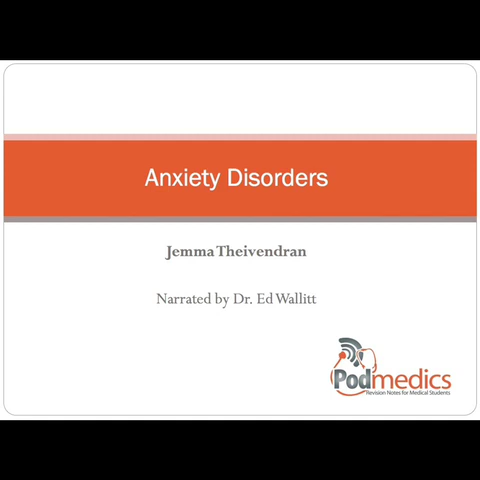 Anxiety Disorders
Jemma Theivendran
Narrated by Dr. Ed Wallitt
Podmedics
Revision Notes for Medical Students